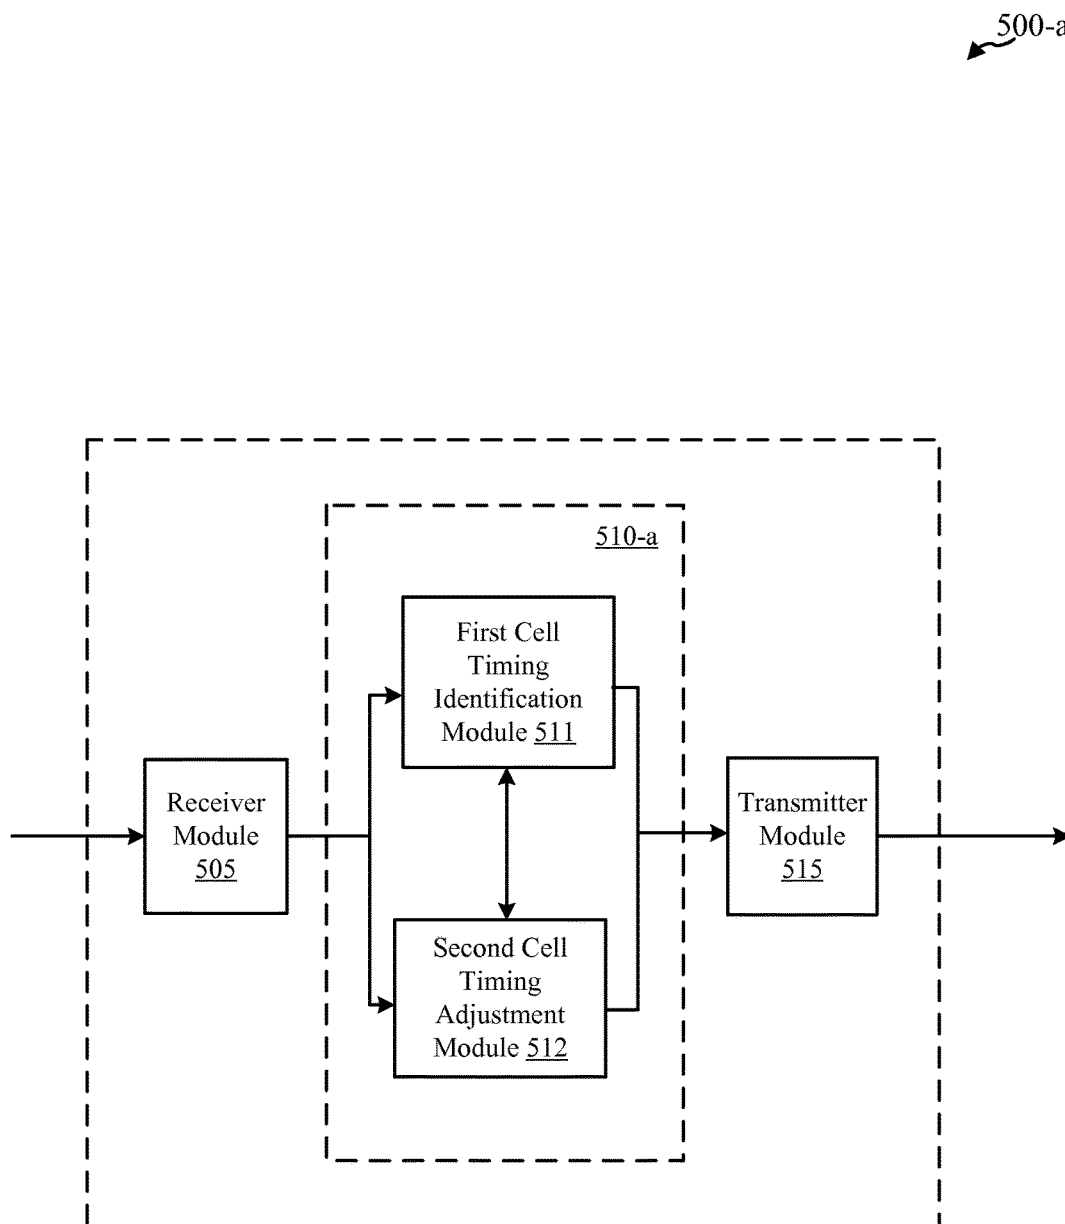 500-a
510-a
First Cell
Timing
Identification
Module 511
Receiver
Module
505
Transmitter
Module
515
Second Cell
Timing
Adjustment
Module 512